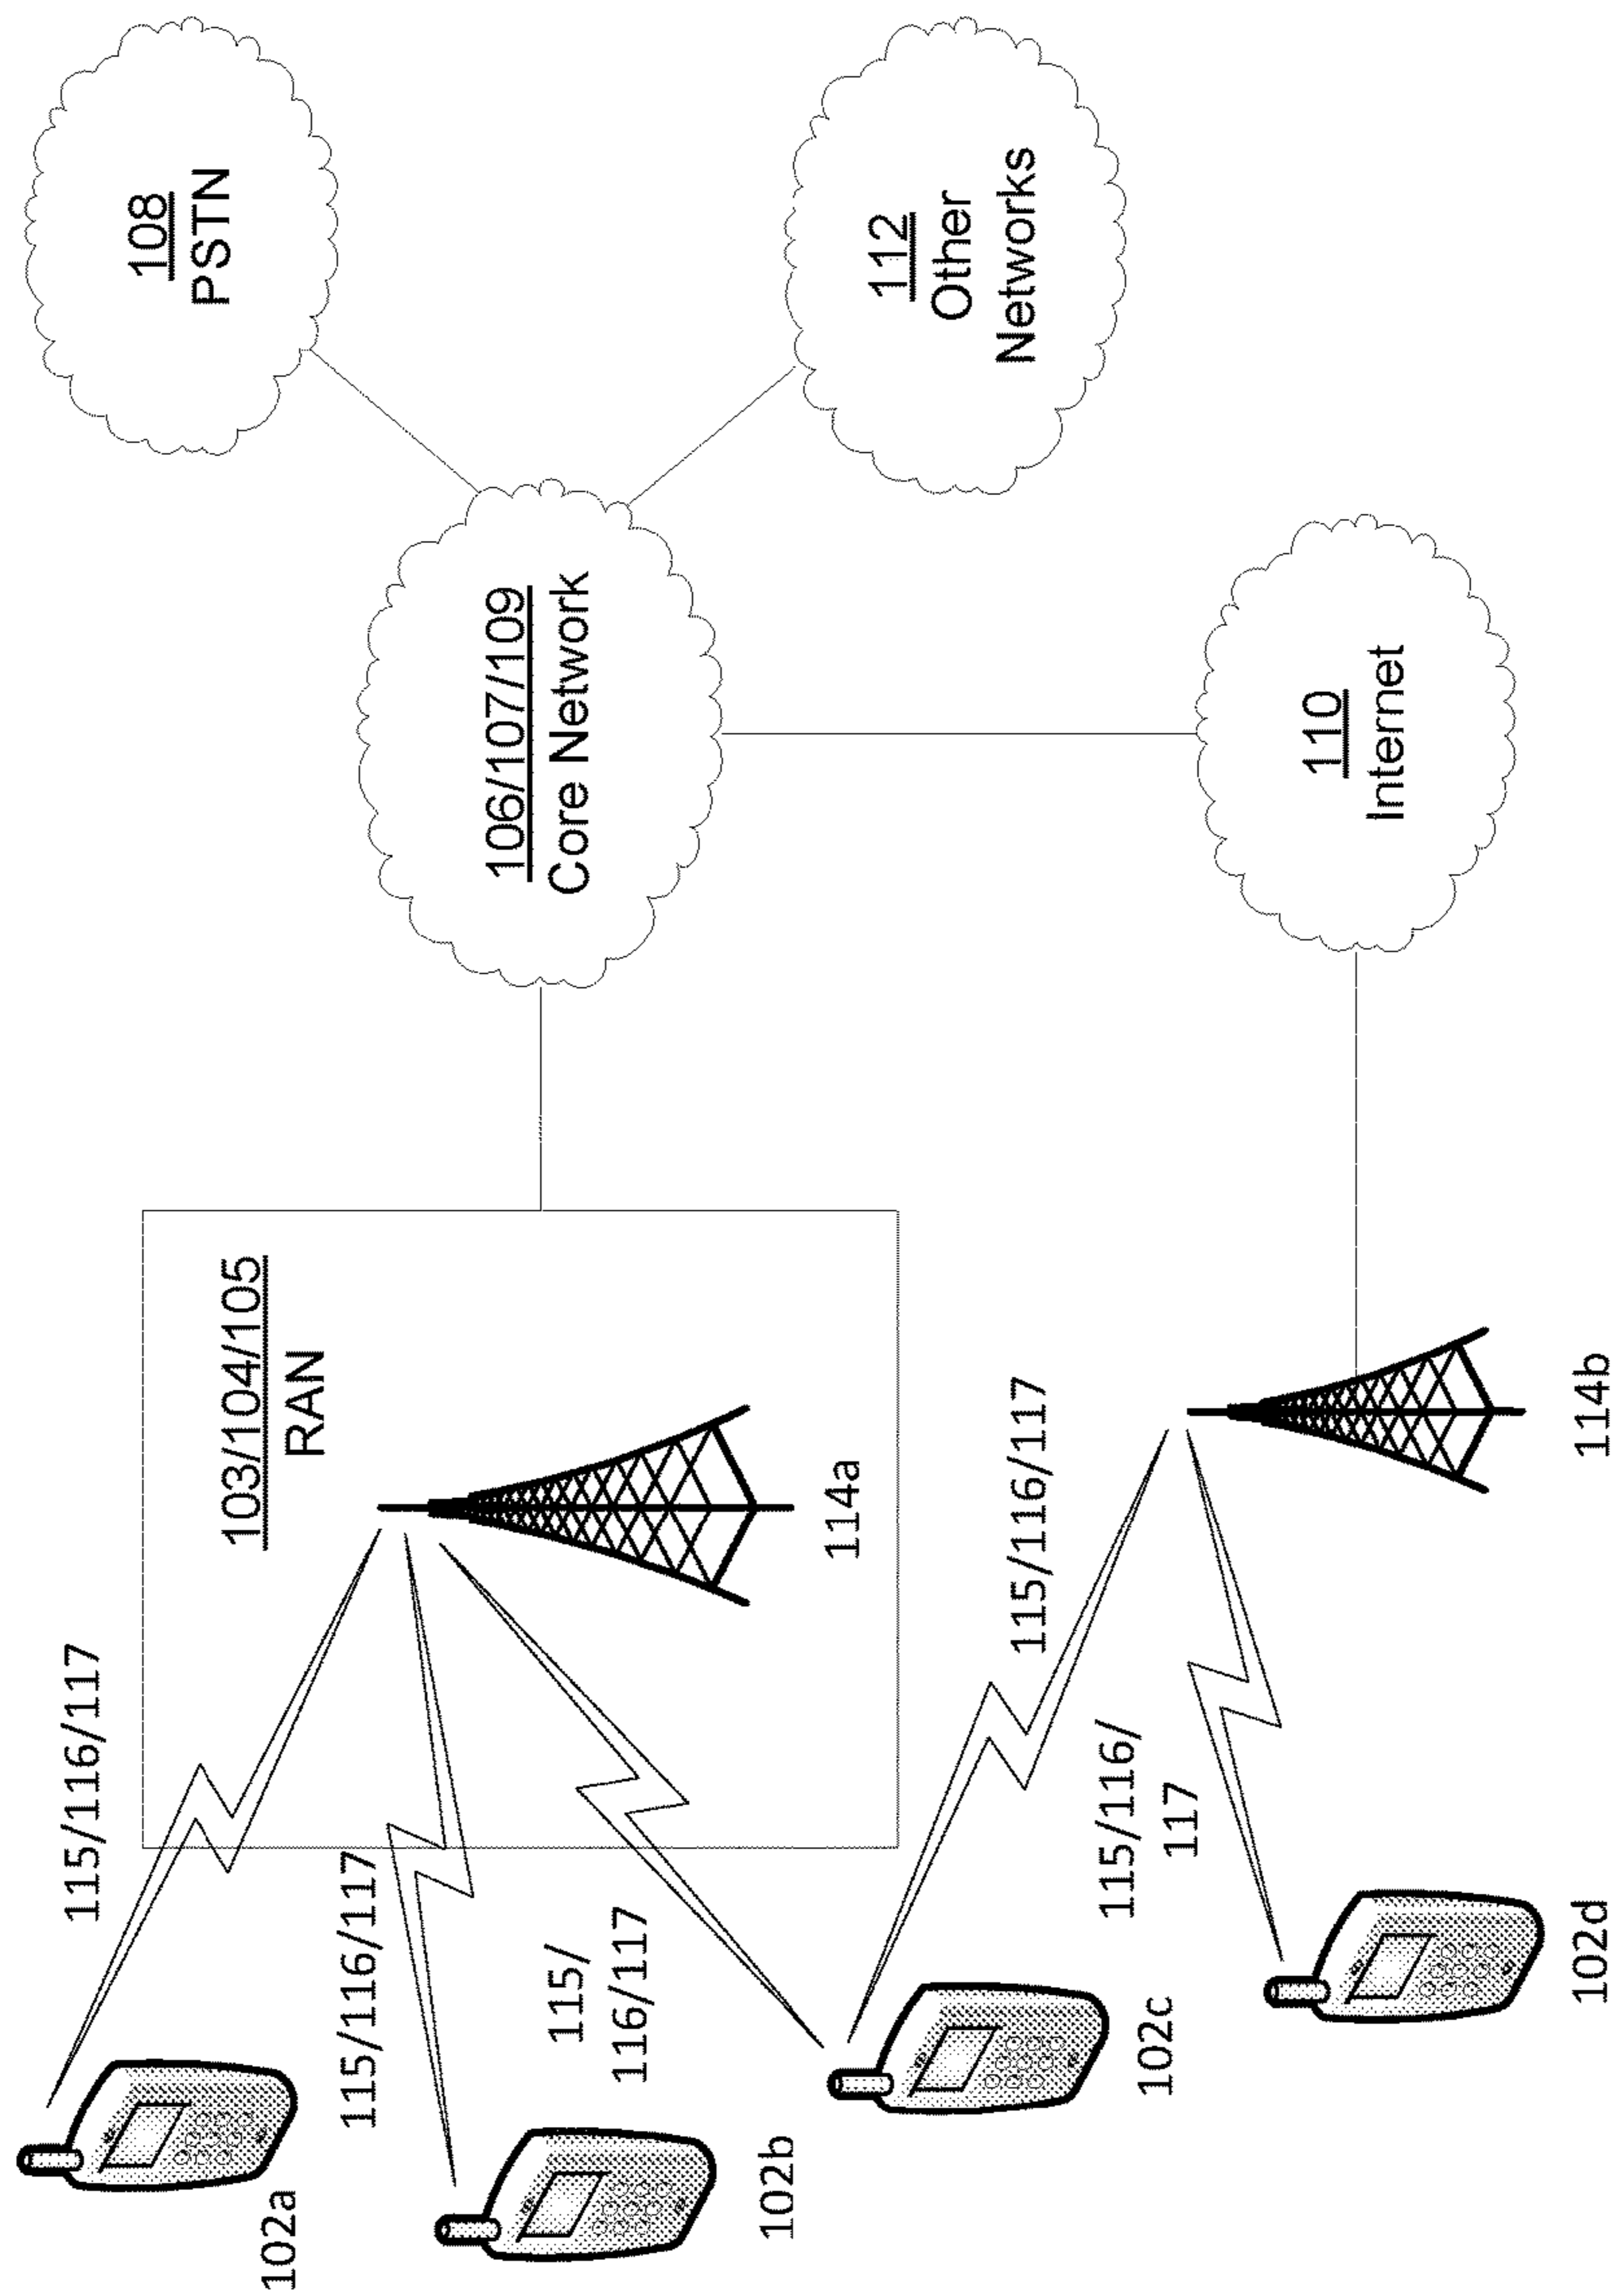 115/116/117
103/104/105
RAN
108
PSTN
106/107/109
Core Network
112
Other
Networks
102a
115/116/117
114a
115/
116/117
102b
115/116/117
102c
115/116/
117
110
Internet
114b
102d